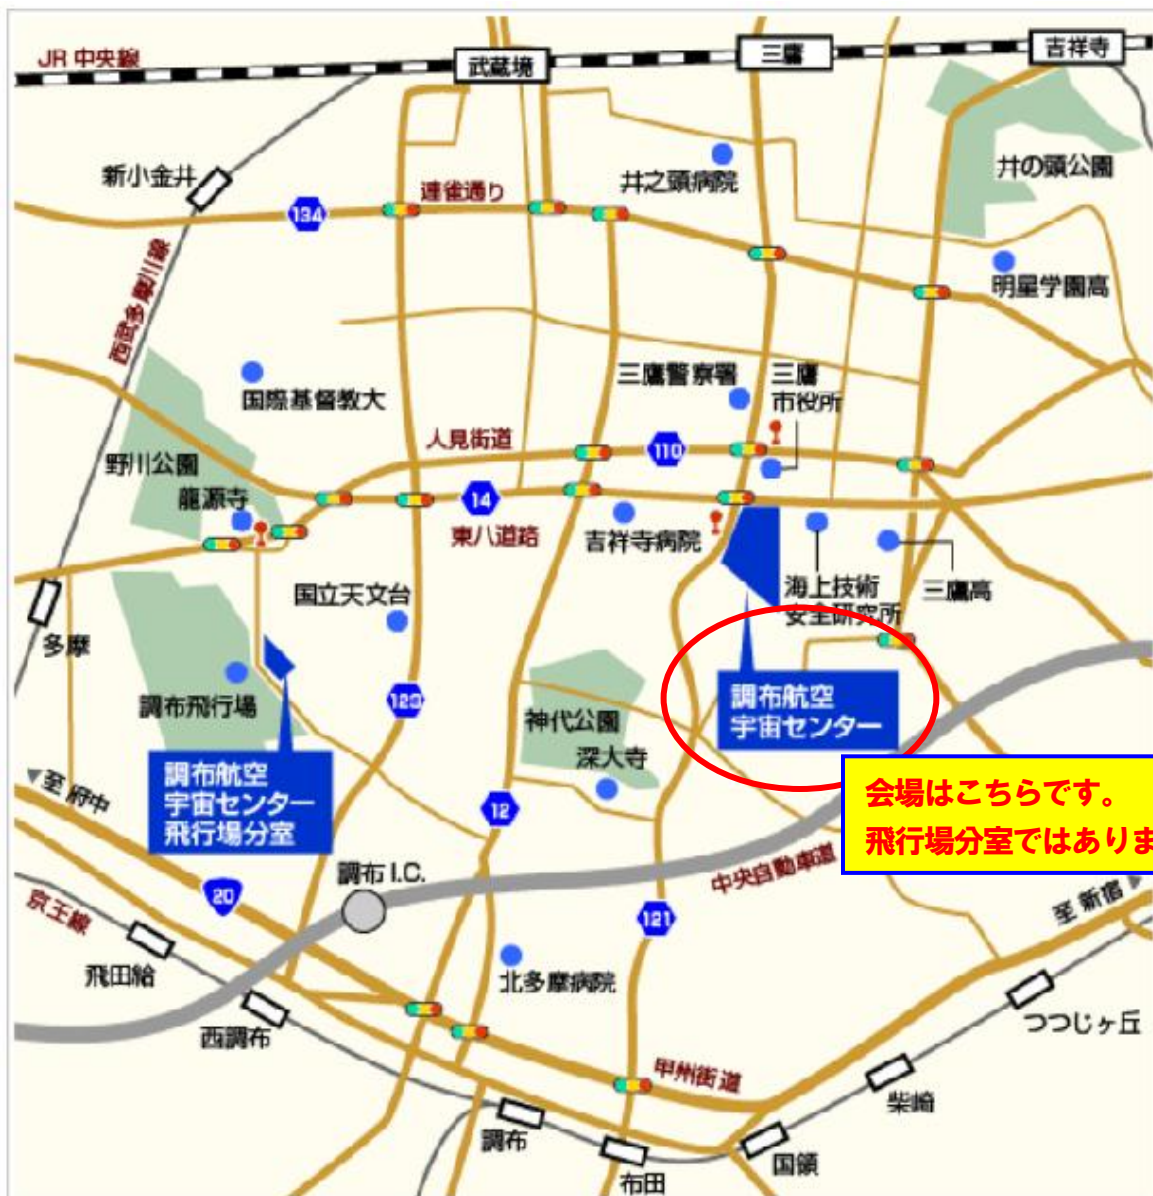 JR 中央線
武蔵境
三鷹
吉祥寺
新小金井
連雀通り
134
井之頭病院
井の頭公園
明星学園高
西武多摩川線
国際基督教大
三鷹警察署
三鷹
市役所
人見街道
110
野川公園
龍源寺
14
東八道路
吉祥寺病院
海上技術
安全研究所
三鷹高
国立天文台
多摩
調布飛行場
123
神代公園
深大寺
調布航空
宇宙センター
調布航空
宇宙センター
飛行場分室
会場はこちらです。
飛行場分室ではありま
至 府中
12
中央自動車道
調布 I.C.
20
京王線
121
至 新宿
飛田給
北多摩病院
西調布
つつじヶ丘
甲州街道
柴崎
調布
国領
布田